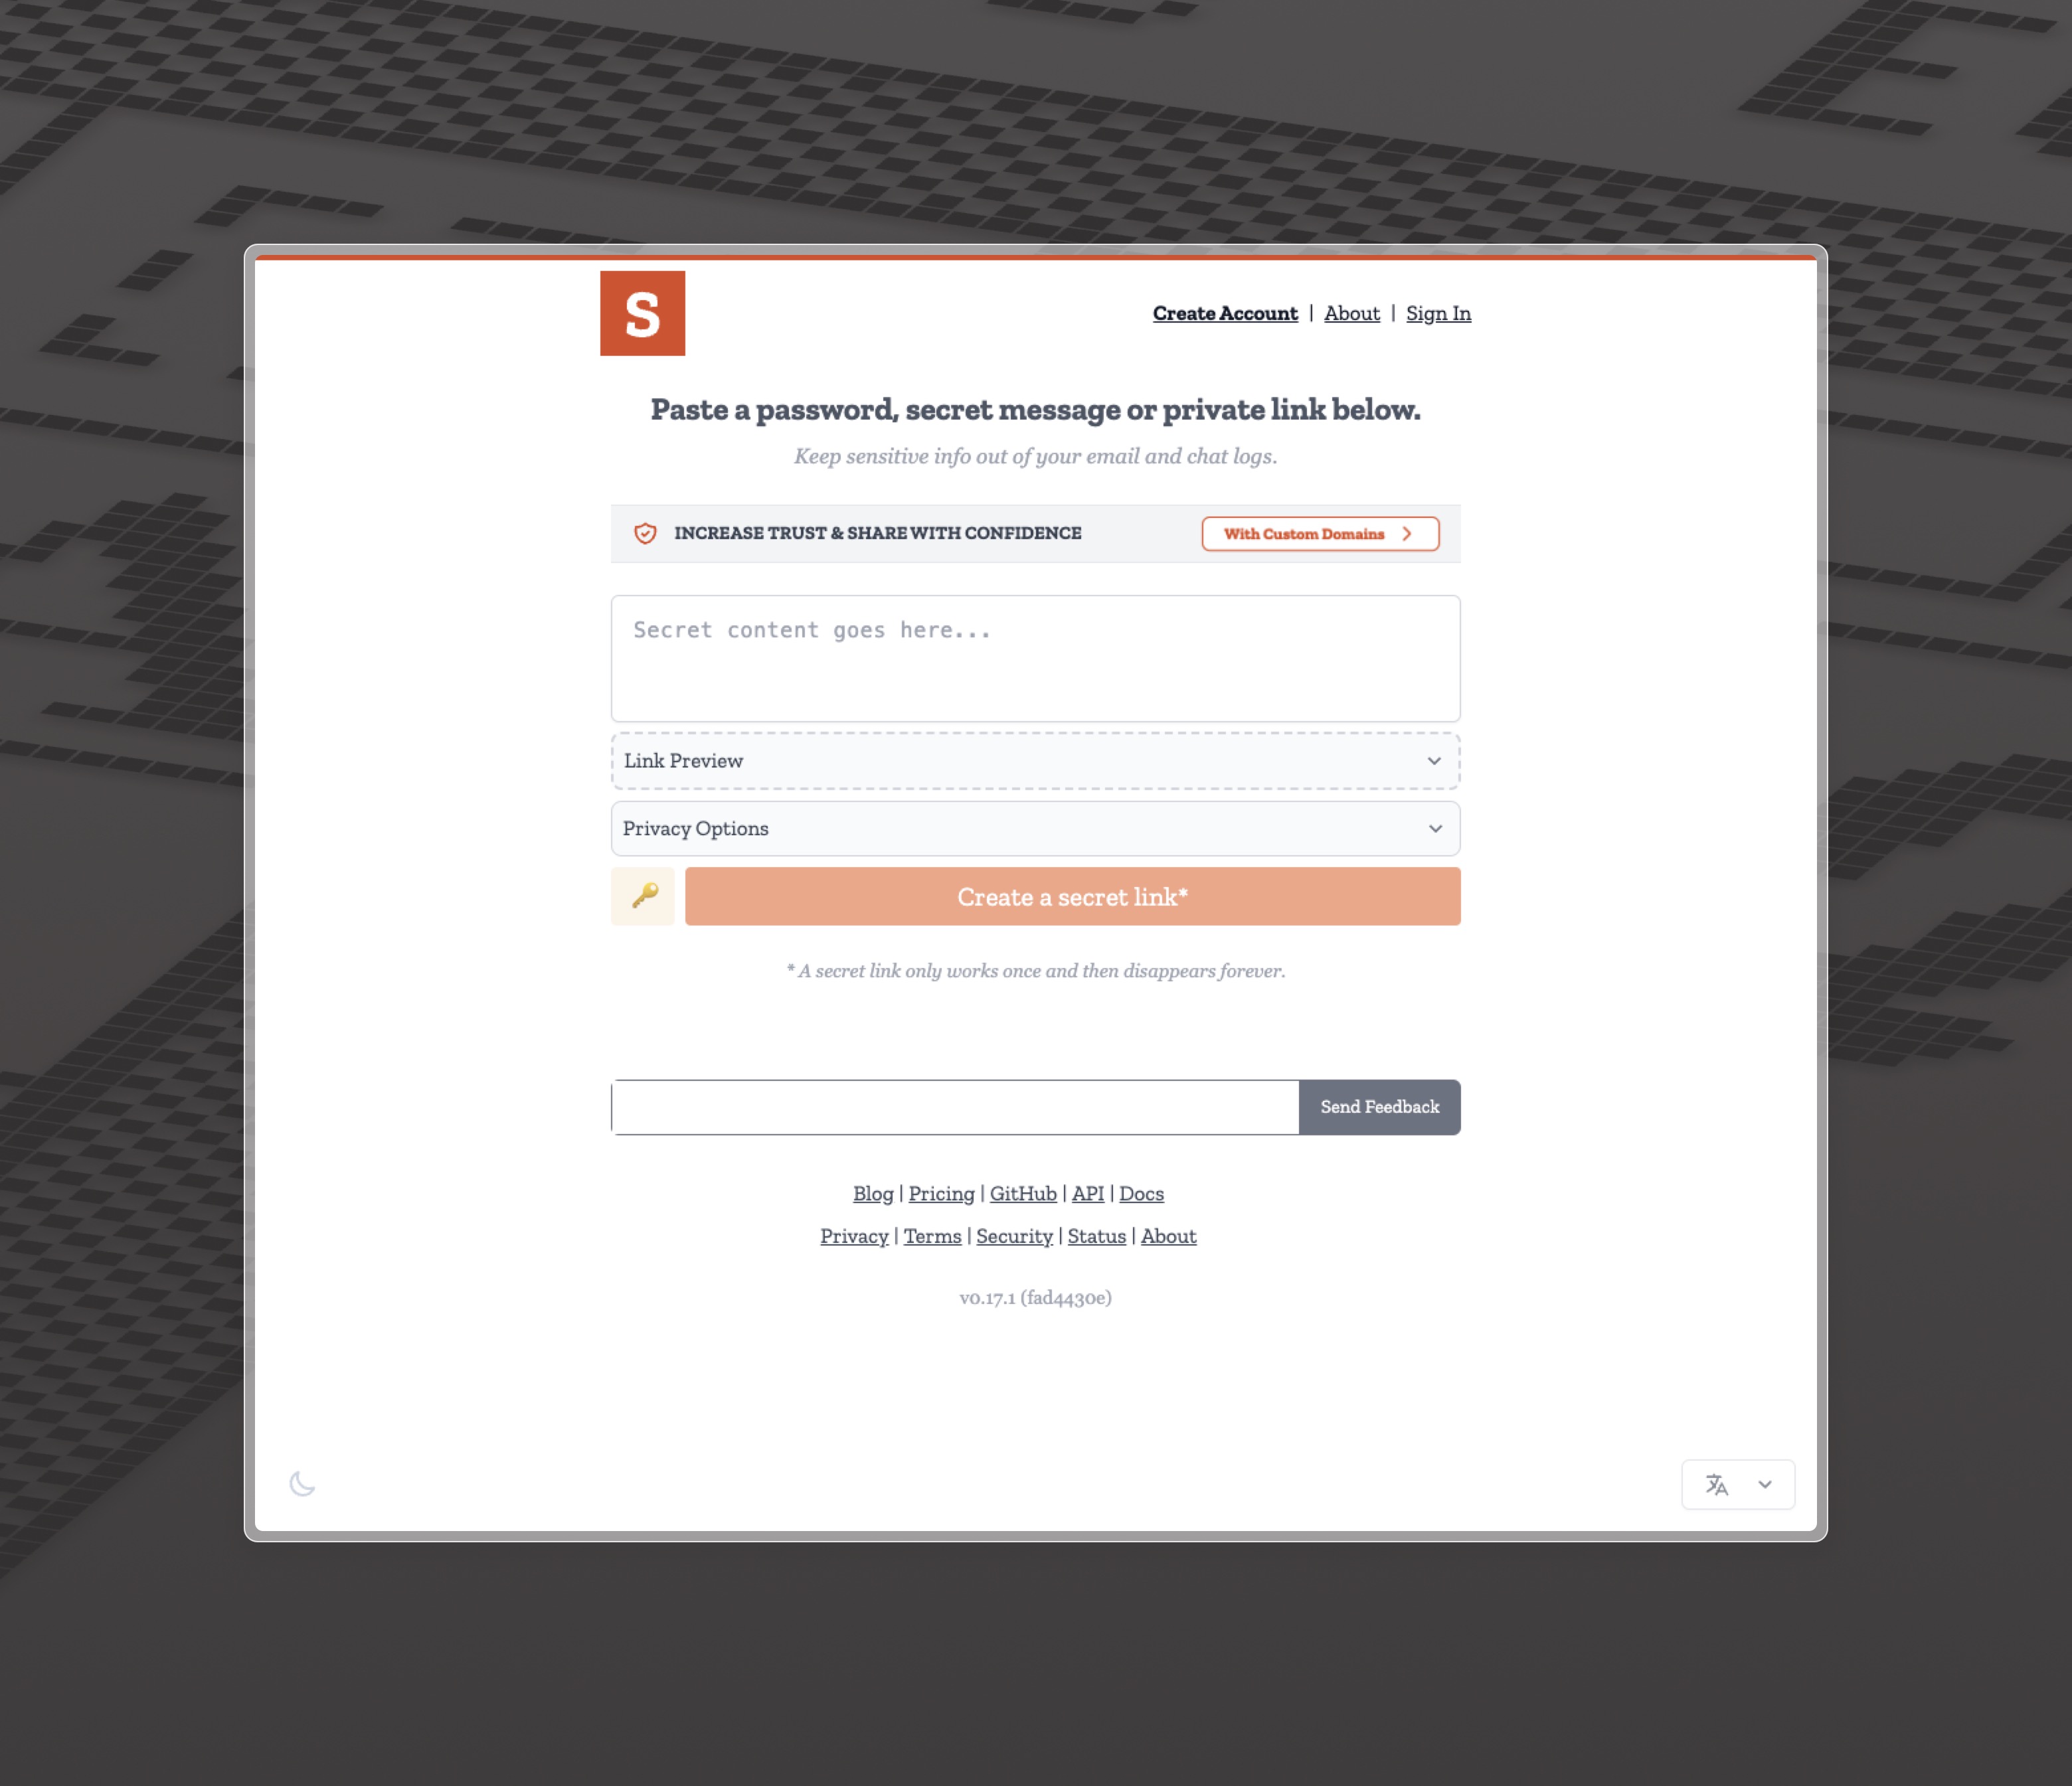 S
Create Account | About | Sign In
Paste a password, secret message or private link below.
Keep sensitive info out of your email and chat logs.
INCREASE TRUST & SHARE WITH CONFIDENCE
With Custom Domains
Secret content goes here...
Link Preview
Privacy Options
Create a secret link*
* A secret link only works once and then disappears forever.
Send Feedback
Blog | Pricing | GitHub | API | Docs
Privacy | Terms | Security | Status | About
v0.17.1 (fad4430e)